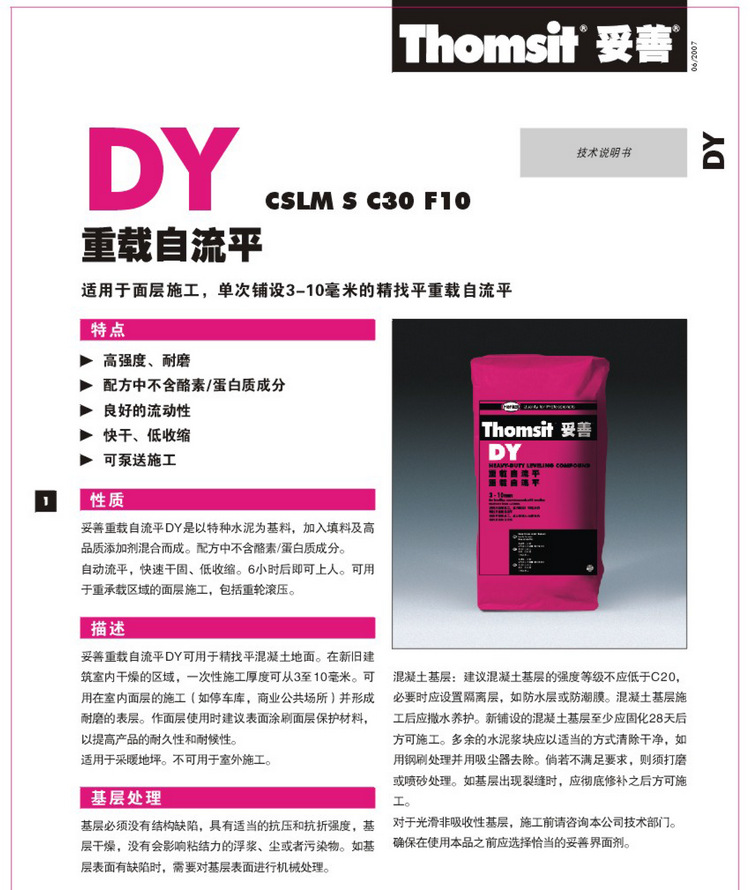 Thomsit® 妥善®
06/2007
DY
技术说明书
DY
CSLM S C30 F10
重载自流平
适用于面层施工，单次铺设3-10毫米的精找平重载自流平
特点
▶ 高强度、耐磨
▶ 配方中不含酪素/蛋白质成分
▶ 良好的流动性
▶ 快干、低收缩
▶ 可泵送施工
1
性质
妥善重载自流平DY是以特种水泥为基料，加入填料及高
品质添加剂混合而成。配方中不含酪素/蛋白质成分。
自动流平，快速干固、低收缩。6小时后即可上人。可用
于重承载区域的面层施工，包括重轮滚压。
描述
妥善重载自流平DY可用于精找平混凝土地面。在新旧建
筑室内干燥的区域，一次性施工厚度可从3至10毫米。可
用在室内面层的施工（如停车库，商业公共场所）并形成
耐磨的表层。作面层使用时建议表面涂刷面层保护材料，
以提高产品的耐久性和耐候性。
适用于采暖地坪。不可用于室外施工。
基层处理
基层必须没有结构缺陷，具有适当的抗压和抗折强度，基
层干燥，没有会影响粘结力的浮浆、尘或者污染物。如基
层表面有缺陷时，需要对基层表面进行机械处理。
Quality for Professionals
Thomsit 妥善
DY
HEAVY-DUTY LEVELING COMPOUND
重载自流平
重载自流平
3 - 10mm
混凝土基层：建议混凝土基层的强度等级不应低于C20，
必要时应设置隔离层，如防水层或防潮膜。混凝土基层施
工后应撒水养护。新铺设的混凝土基层至少应固化28天后
方可施工。多余的水泥浆块应以适当的方式清除干净，如
用钢刷处理并用吸尘器去除。倘若不满足要求，则须打磨
或喷砂处理。如基层出现裂缝时，应彻底修补之后方可施
工。
对于光滑非吸收性基层，施工前请咨询本公司技术部门。
确保在使用本品之前应选择恰当的妥善界面剂。